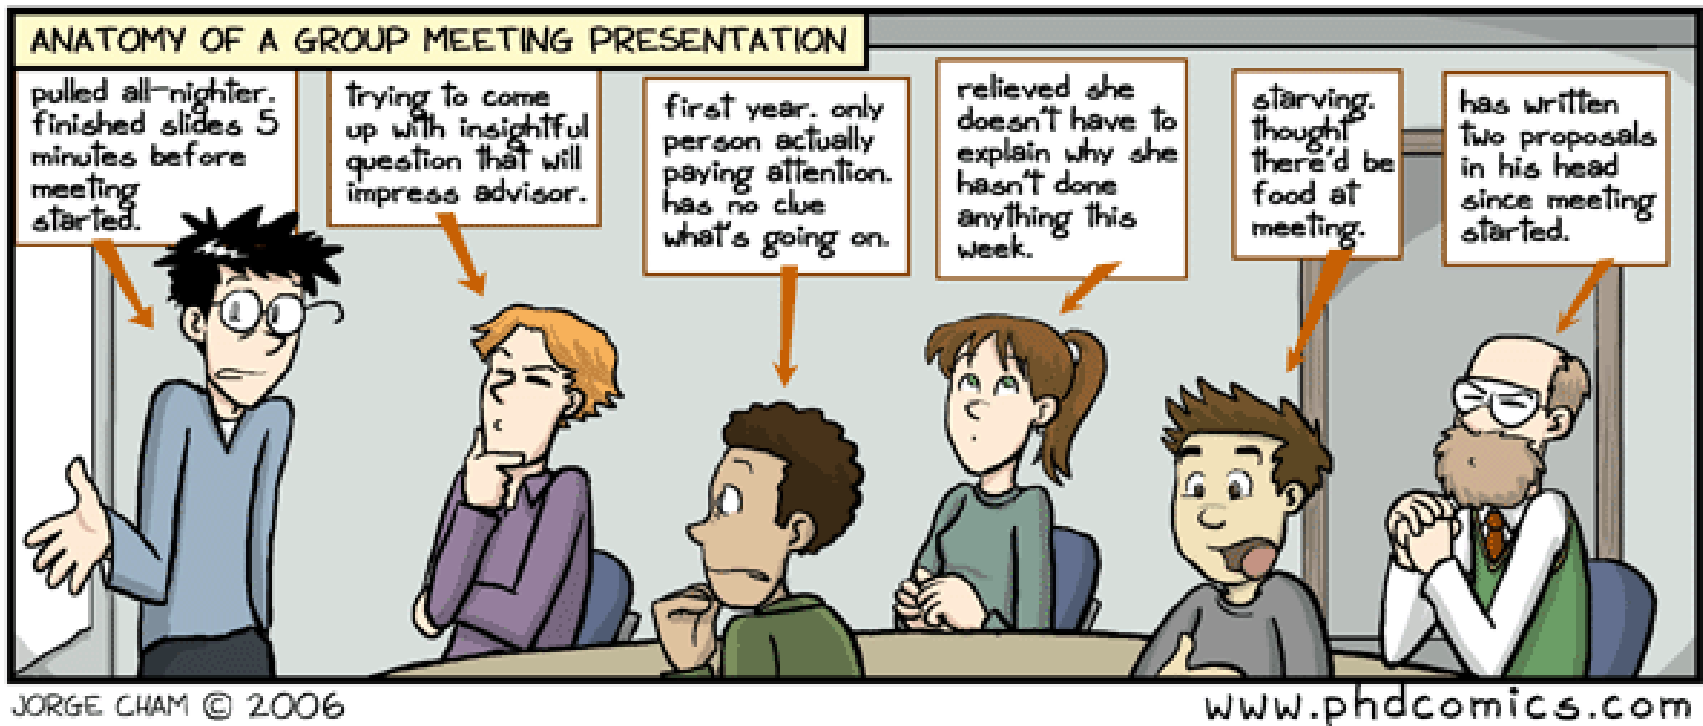 ANATOMY OF A GROUP MEETING PRESENTATION
pulled all-nighter.
finished slides 5
minutes before
meeting
started.
trying to come
up with insightful
question that will
impress advisor.
first year. only
person actually
paying attention.
has no clue
what's going on.
relieved she
doesn't have to
explain why she
hasn't done
anything this
week.
starving.
thought
there'd be
food at
meeting.
has written
two proposals
in his head
since meeting
started.
JORGE CHAM © 2006
www.phdcomics.com